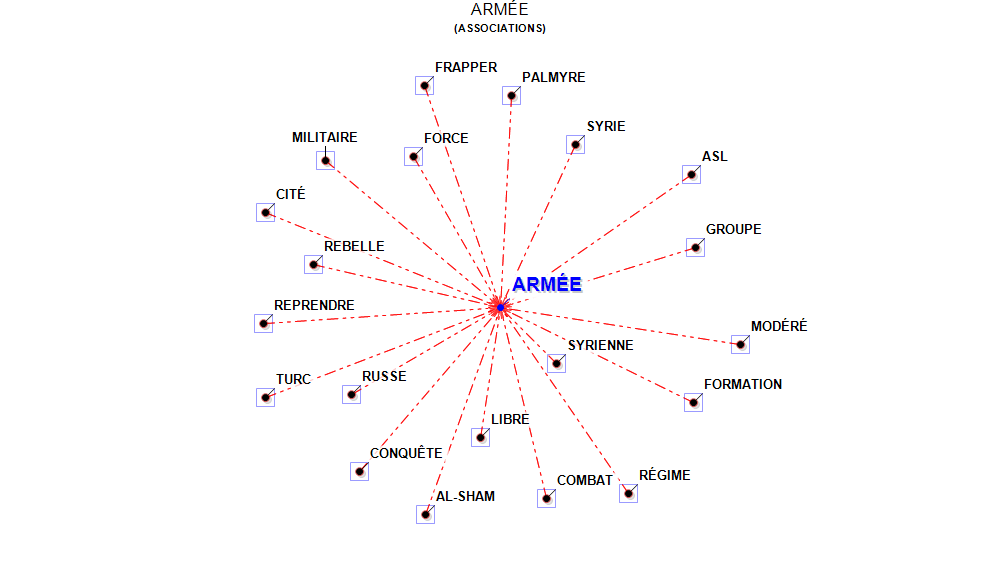 ARMÉE
(ASSOCIATIONS)
FRAPPER
PALMYRE
SYRIE
MILITAIRE
FORCE
ASL
CITÉ
GROUPE
REBELLE
ARMÉE
REPRENDRE
MODÉRÉ
SYRIENNE
TURC
RUSSE
FORMATION
LIBRE
CONQUÊTE
RÉGIME
COMBAT
AL-SHAM